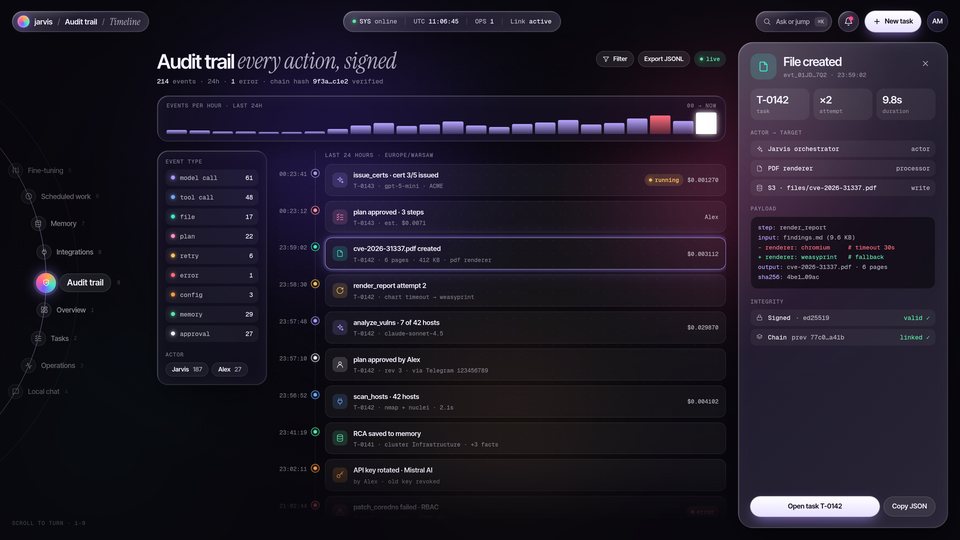 jarvis / Audit trail / Timeline
SYS online UTC 11:06:45 OPS 1 Link active
Ask or jump ⌘K
+ New task
AM
Audit trail every action, signed
214 events · 24h · 1 error · chain hash 9f3a…c1e2 verified
Filter Export JSONL live
EVENTS PER HOUR · LAST 24H 00 → NOW
Fine-tuning
Scheduled work
Memory
Integrations
Audit trail
Overview
Tasks
Operations
Local chat
SCROLL TO TURN · 1–9
EVENT TYPE
model call 61
tool call 48
file 17
plan 22
retry 6
error 1
config 3
memory 29
approval 27
ACTOR
Jarvis 187 Alex 27
LAST 24 HOURS · EUROPE/WARSAW
00:23:41
issue_certs · cert 3/5 issued
T-0143 · gpt-5-mini · ACME
running $0.001270
00:23:12
plan approved · 3 steps
T-0143 · est. $0.0071
Alex
23:59:02
cve-2026-31337.pdf created
T-0142 · 6 pages · 412 KB · pdf renderer
$0.003112
23:58:30
render_report attempt 2
T-0142 · chart timeout → weasyprint
23:57:48
analyze_vulns · 7 of 42 hosts
T-0142 · claude-sonnet-4.5
$0.029870
23:57:10
plan approved by Alex
T-0142 · rev 3 · via Telegram 123456789
23:56:52
scan_hosts · 42 hosts
T-0142 · nmap + nuclei · 2.1s
$0.004102
23:41:19
RCA saved to memory
T-0141 · cluster Infrastructure · +3 facts
23:02:11
API key rotated · Mistral AI
by Alex · old key revoked
patch_coredns failed · RBAC
error
File created
evt_01JD…7Q2 · 23:59:02
T-0142
task
×2
attempt
9.8s
duration
ACTOR → TARGET
Jarvis orchestrator actor
PDF renderer processor
S3 · files/cve-2026-31337.pdf write
PAYLOAD
step: render_report
input: findings.md (9.6 KB)
- renderer: chromium # timeout 30s
+ renderer: weasyprint # fallback
output: cve-2026-31337.pdf · 6 pages
sha256: 4be1…09ac
INTEGRITY
Signed · ed25519 valid ✓
Chain prev 77c0…a41b linked ✓
Open task T-0142 Copy JSON